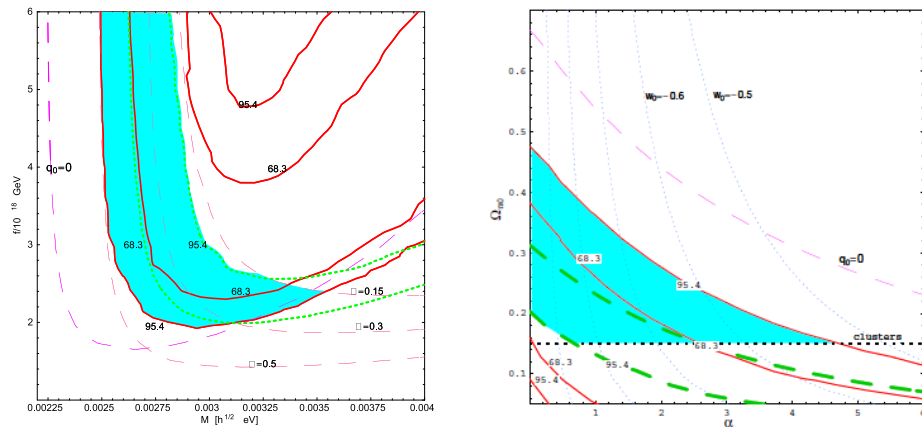 6
5
4
3
2
f/10 ¹⁸ GeV
q₀=0
95.4
68.3
68.3
95.4
68.3
95.4
□=0.15
□=0.3
□=0.5
0.00225 0.0025 0.00275 0.003 0.00325 0.0035 0.00375 0.004
M [h^1/2 eV]
0.6
0.5
0.4
0.3
0.2
0.1
Ω_m0
w₀=-0.6
w₀=-0.5
q₀=0
68.3
95.4
clusters
68.3
68.3
95.4
95.4
1 2 3 4 5 6
α